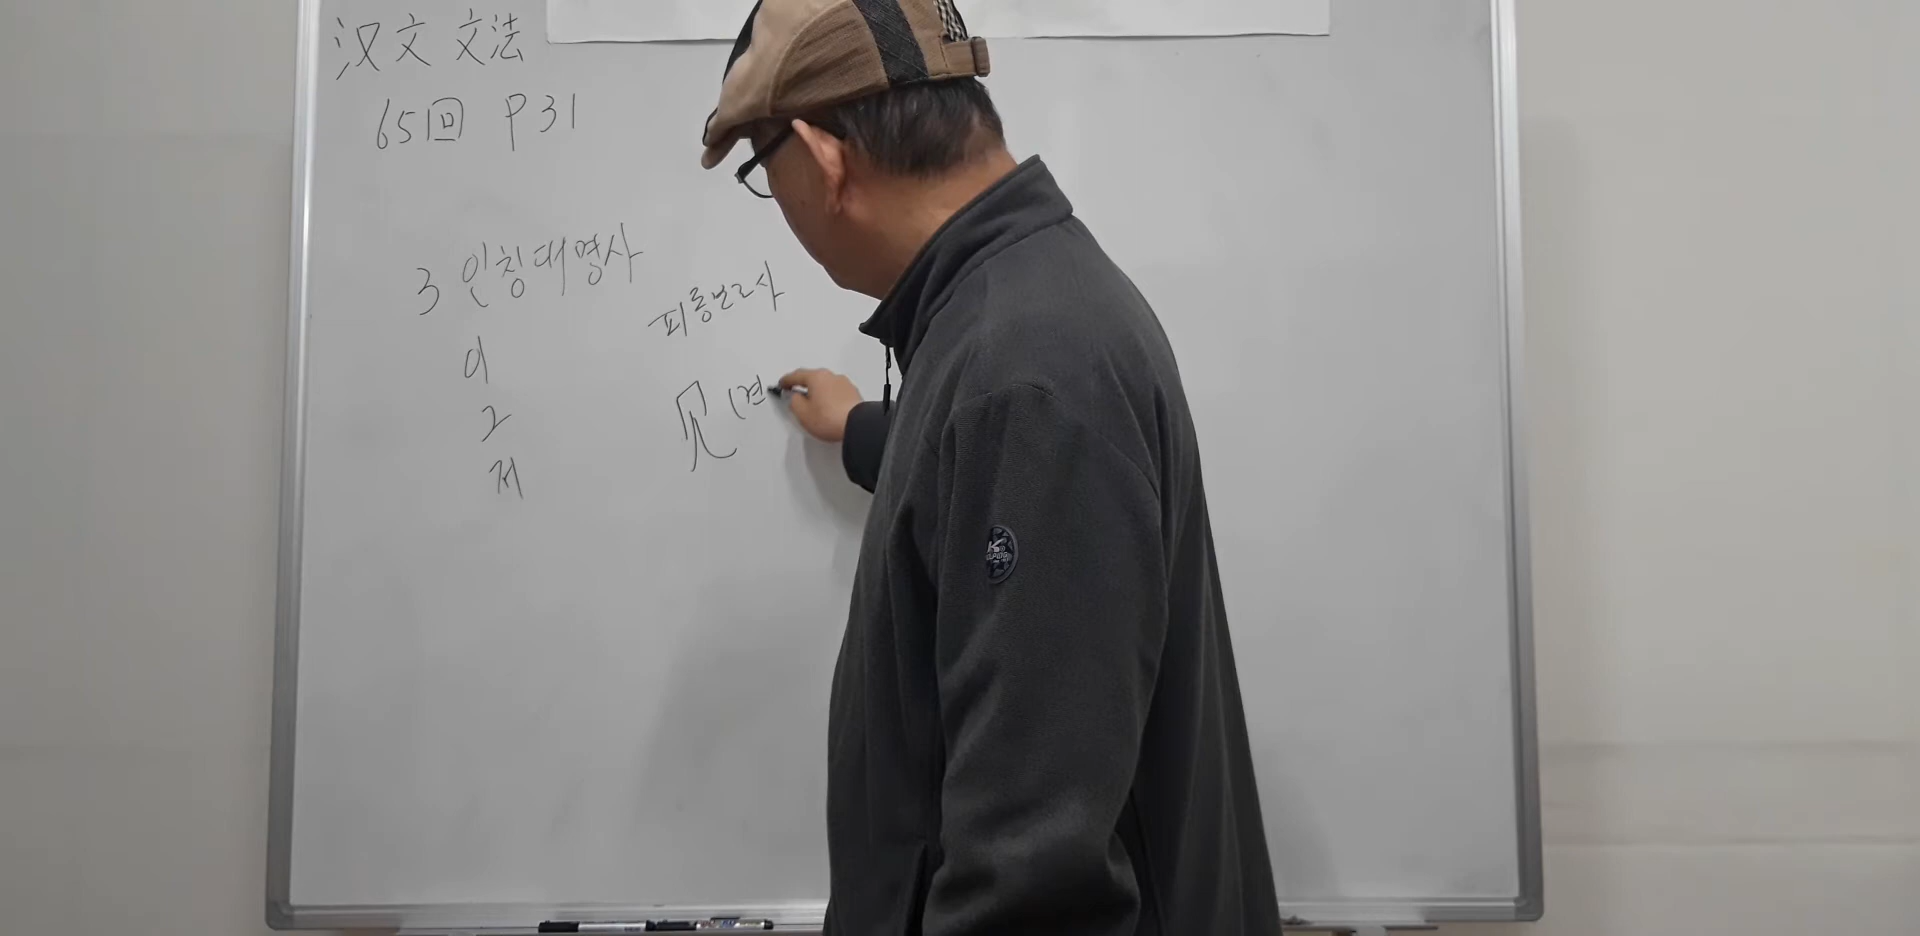 汉文 文法
65回 P31
3 인칭대명사
이
그
저
피동보조사
见 (견